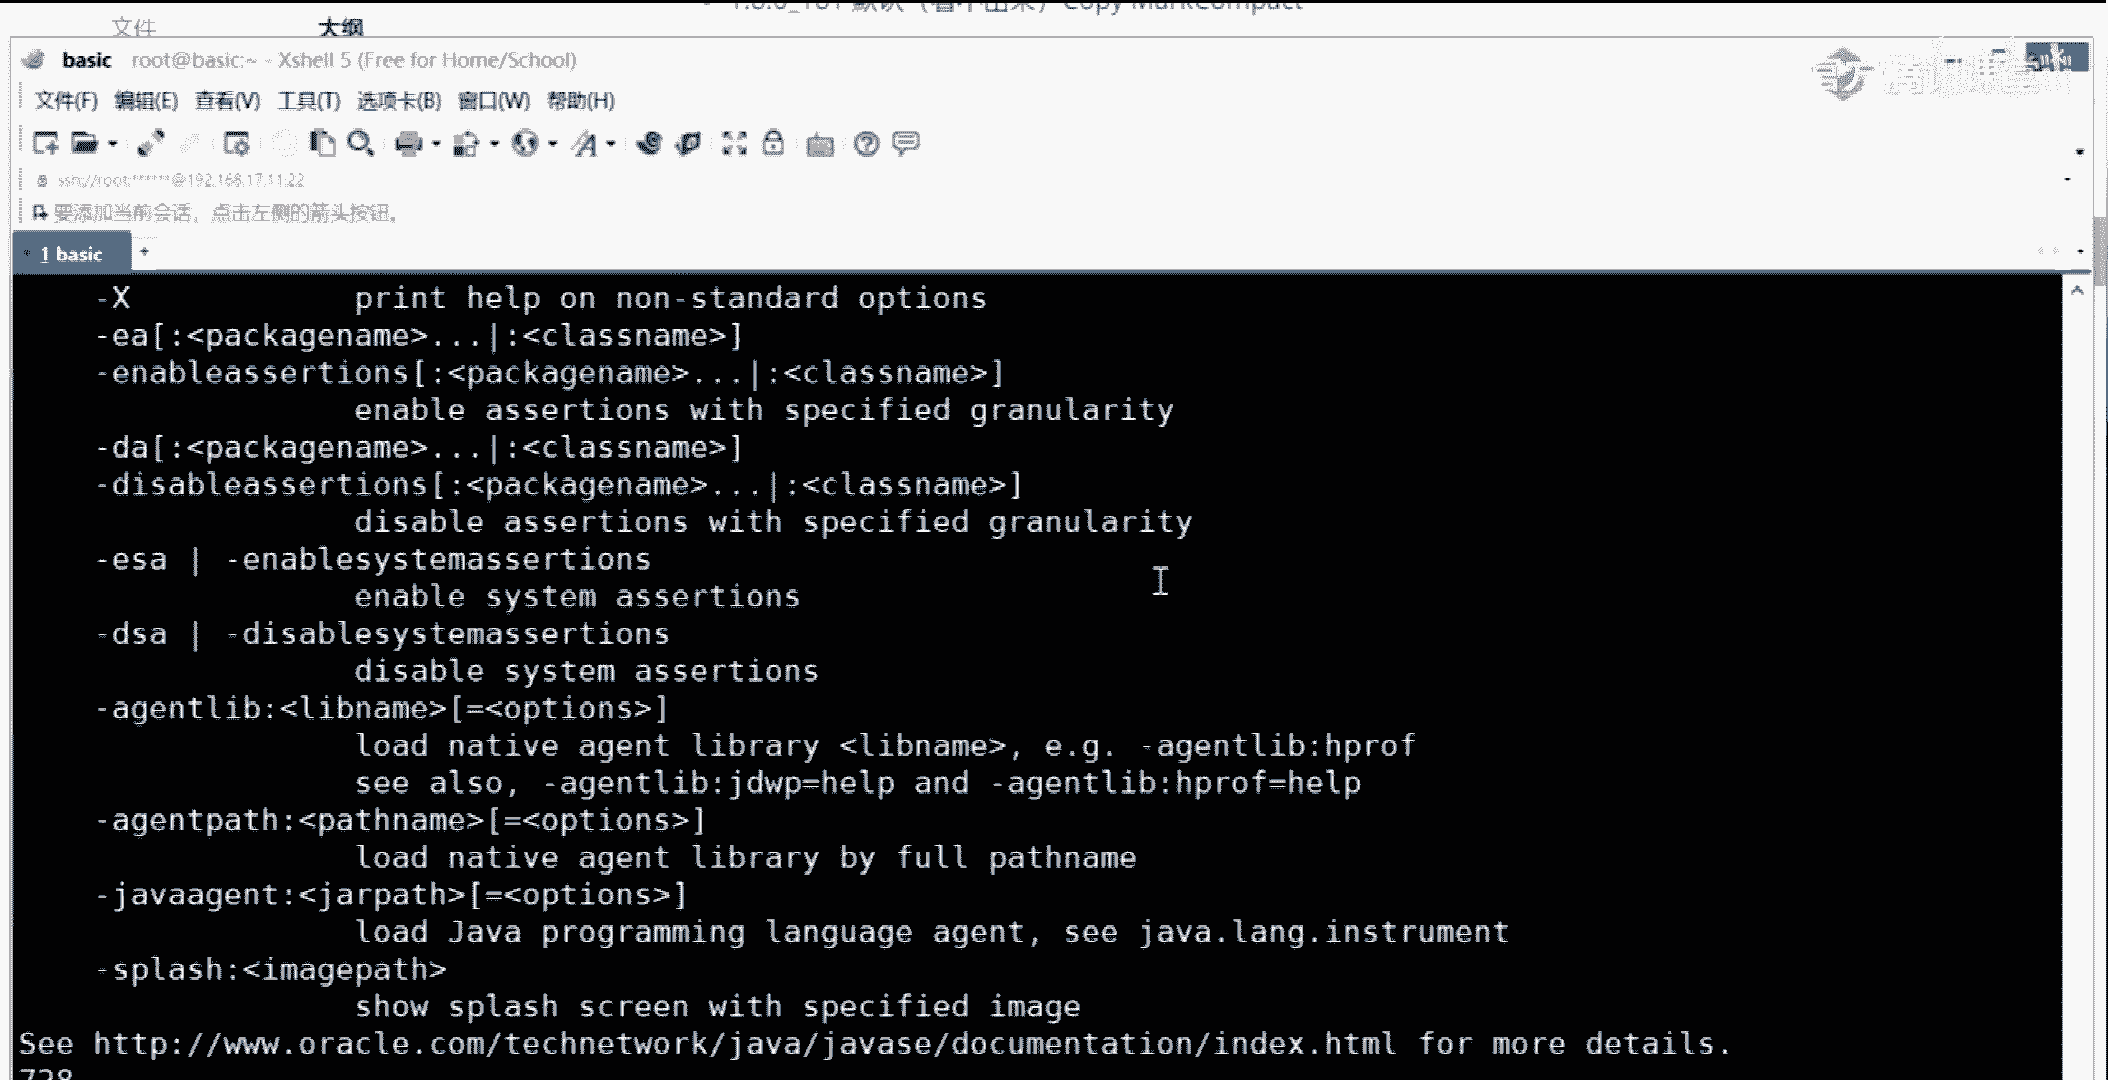 文件 大纲
basic root@basic:~ - Xshell 5 (Free for Home/School)
文件(F) 编辑(E) 查看(V) 工具(T) 选项卡(B) 窗口(W) 帮助(H)
ssh://root:******@192.168.17.11:22
要添加当前会话，点击左侧的箭头按钮。
1 basic +
-X print help on non-standard options
-ea[:<packagename>...|:<classname>]
-enableassertions[:<packagename>...|:<classname>]
enable assertions with specified granularity
-da[:<packagename>...|:<classname>]
-disableassertions[:<packagename>...|:<classname>]
disable assertions with specified granularity
-esa | -enablesystemassertions
enable system assertions
-dsa | -disablesystemassertions
disable system assertions
-agentlib:<libname>[=<options>]
load native agent library <libname>, e.g. -agentlib:hprof
see also, -agentlib:jdwp=help and -agentlib:hprof=help
-agentpath:<pathname>[=<options>]
load native agent library by full pathname
-javaagent:<jarpath>[=<options>]
load Java programming language agent, see java.lang.instrument
-splash:<imagepath>
show splash screen with specified image
See http://www.oracle.com/technetwork/java/javase/documentation/index.html for more details.
728